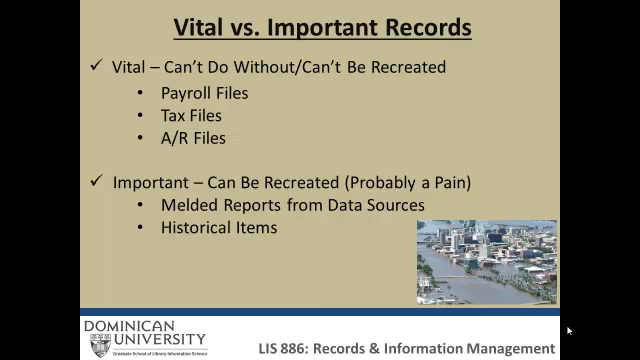 Vital vs. Important Records
✓ Vital – Can't Do Without/Can't Be Recreated
• Payroll Files
• Tax Files
• A/R Files
✓ Important – Can Be Recreated (Probably a Pain)
• Melded Reports from Data Sources
• Historical Items
DOMINICAN
UNIVERSITY
Graduate School of Library Information Science
LIS 886: Records & Information Management